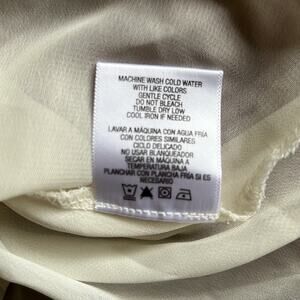 MACHINE WASH COLD WATER
WITH LIKE COLORS
GENTLE CYCLE
DO NOT BLEACH
TUMBLE DRY LOW
COOL IRON IF NEEDED
LAVAR A MÁQUINA CON AGUA FRÍA
CON COLORES SIMILARES
CICLO DELICADO
NO USAR BLANQUEADOR
SECAR EN MÁQUINA A
TEMPERATURA BAJA
PLANCHAR CON PLANCHA FRÍA SI ES
NECESARIO